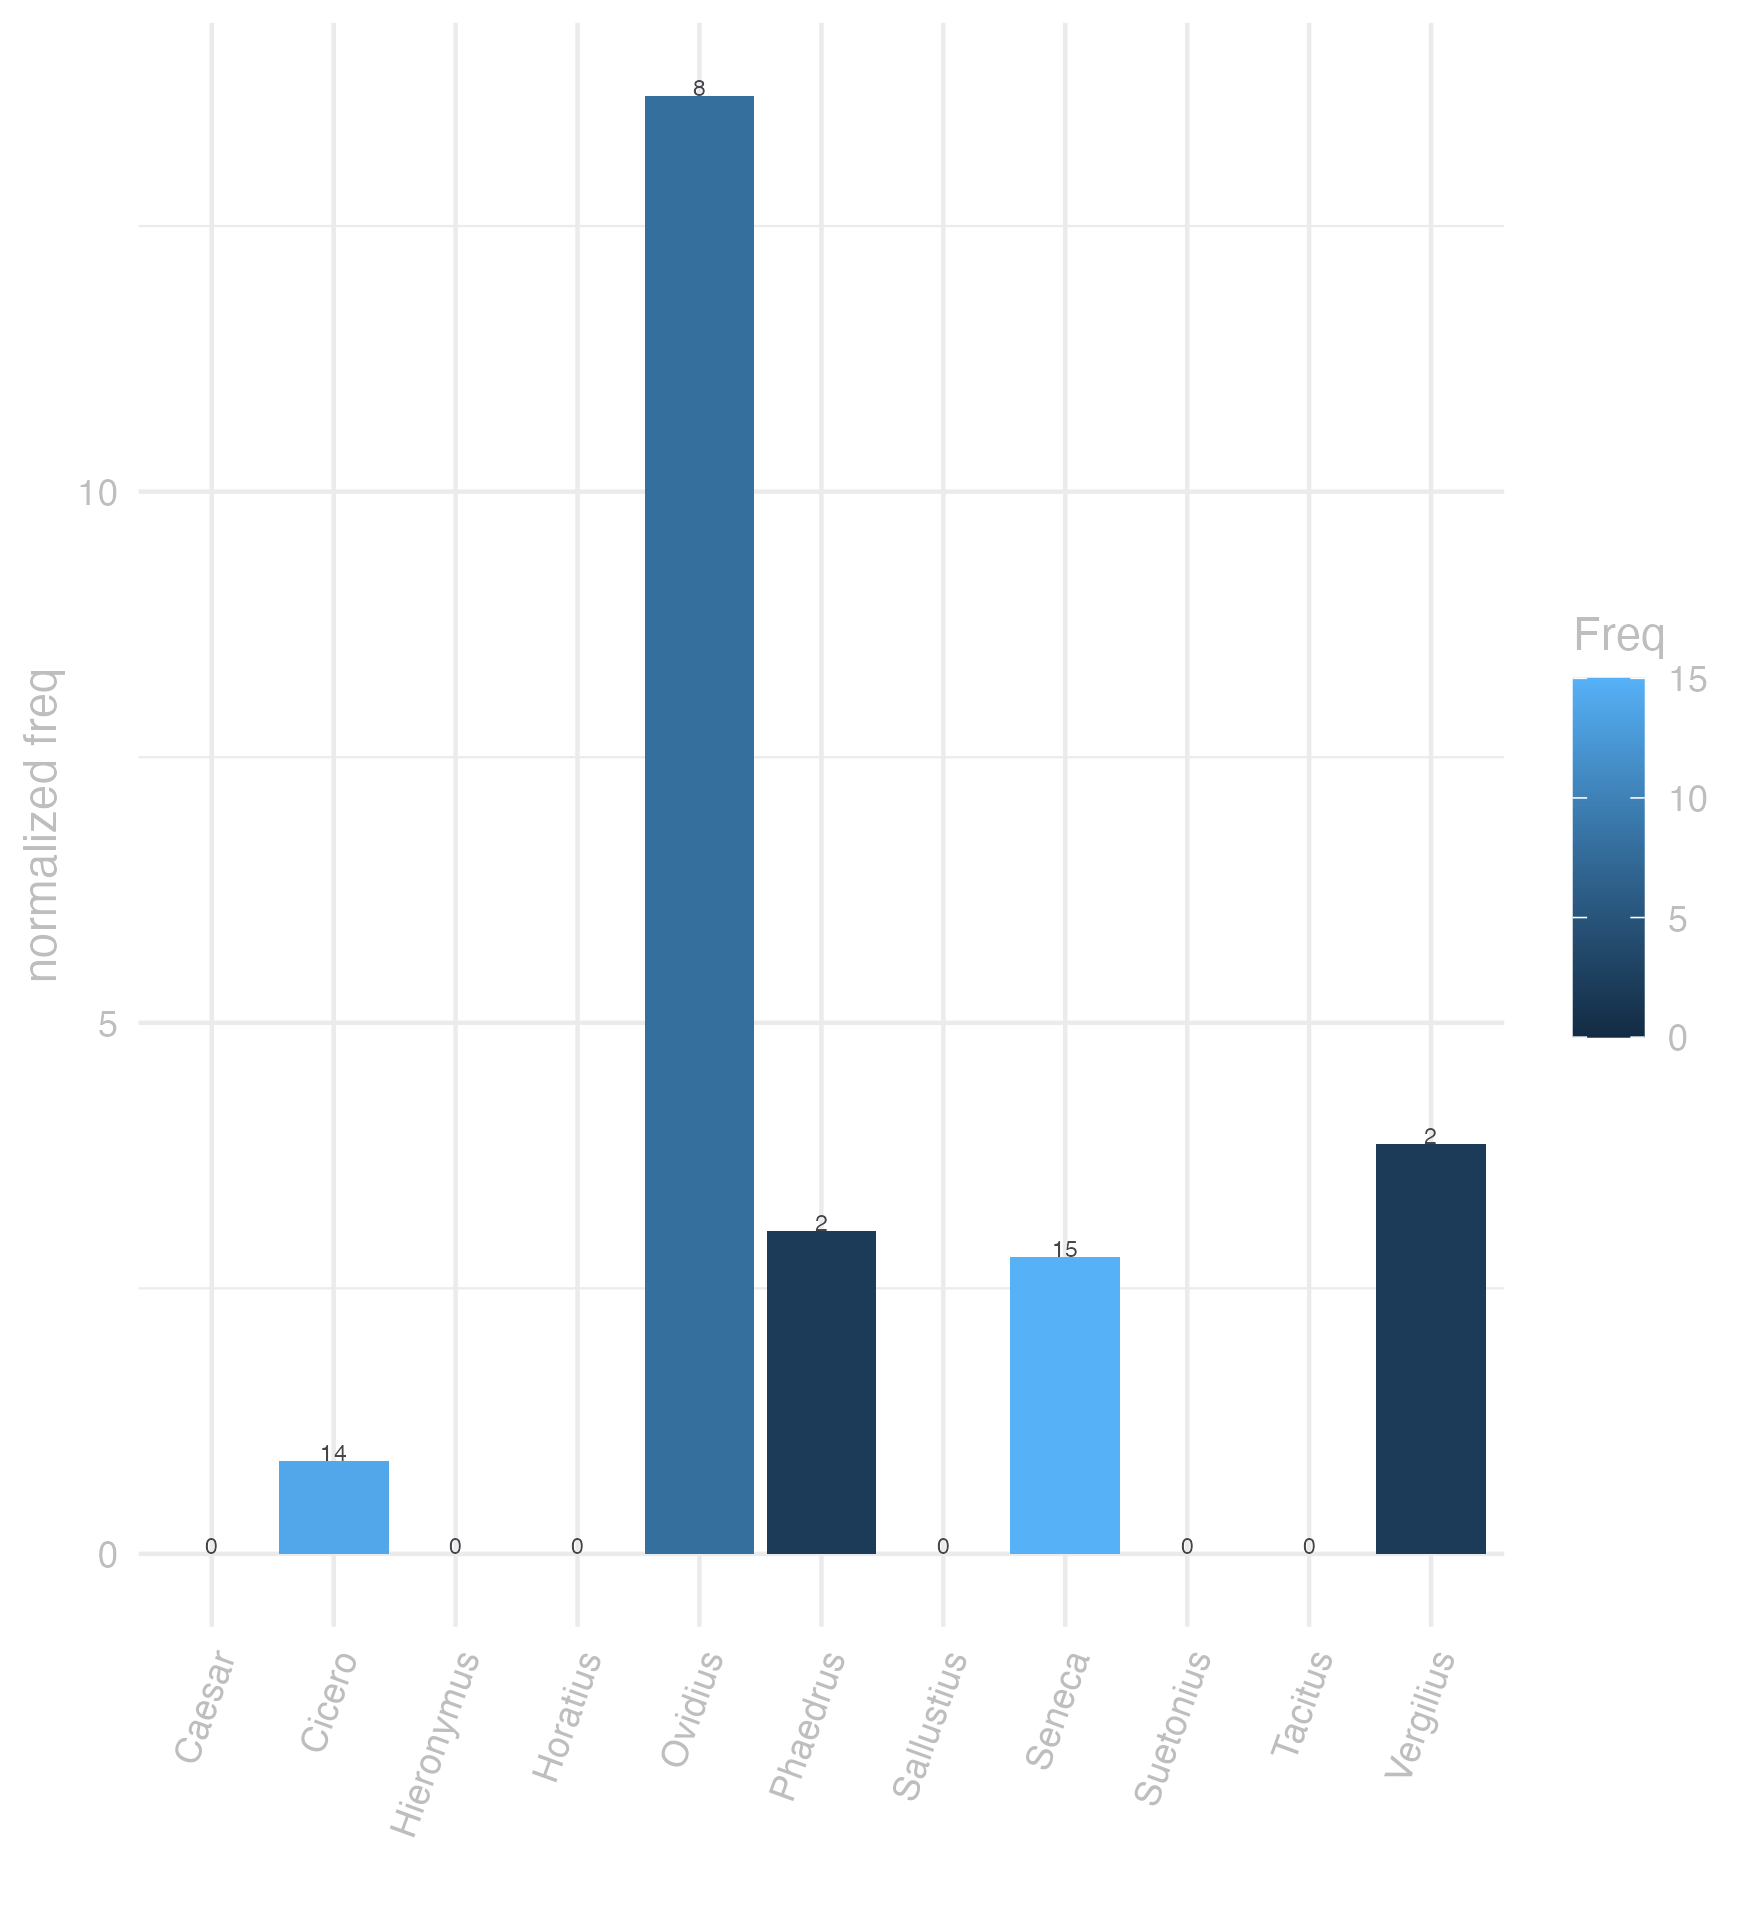 normalized freq
10
5
0
8
2
15
2
14
0
0
0
0
0
0
Caesar
Cicero
Hieronymus
Horatius
Ovidius
Phaedrus
Sallustius
Seneca
Suetonius
Tacitus
Vergilius
Freq
15
10
5
0